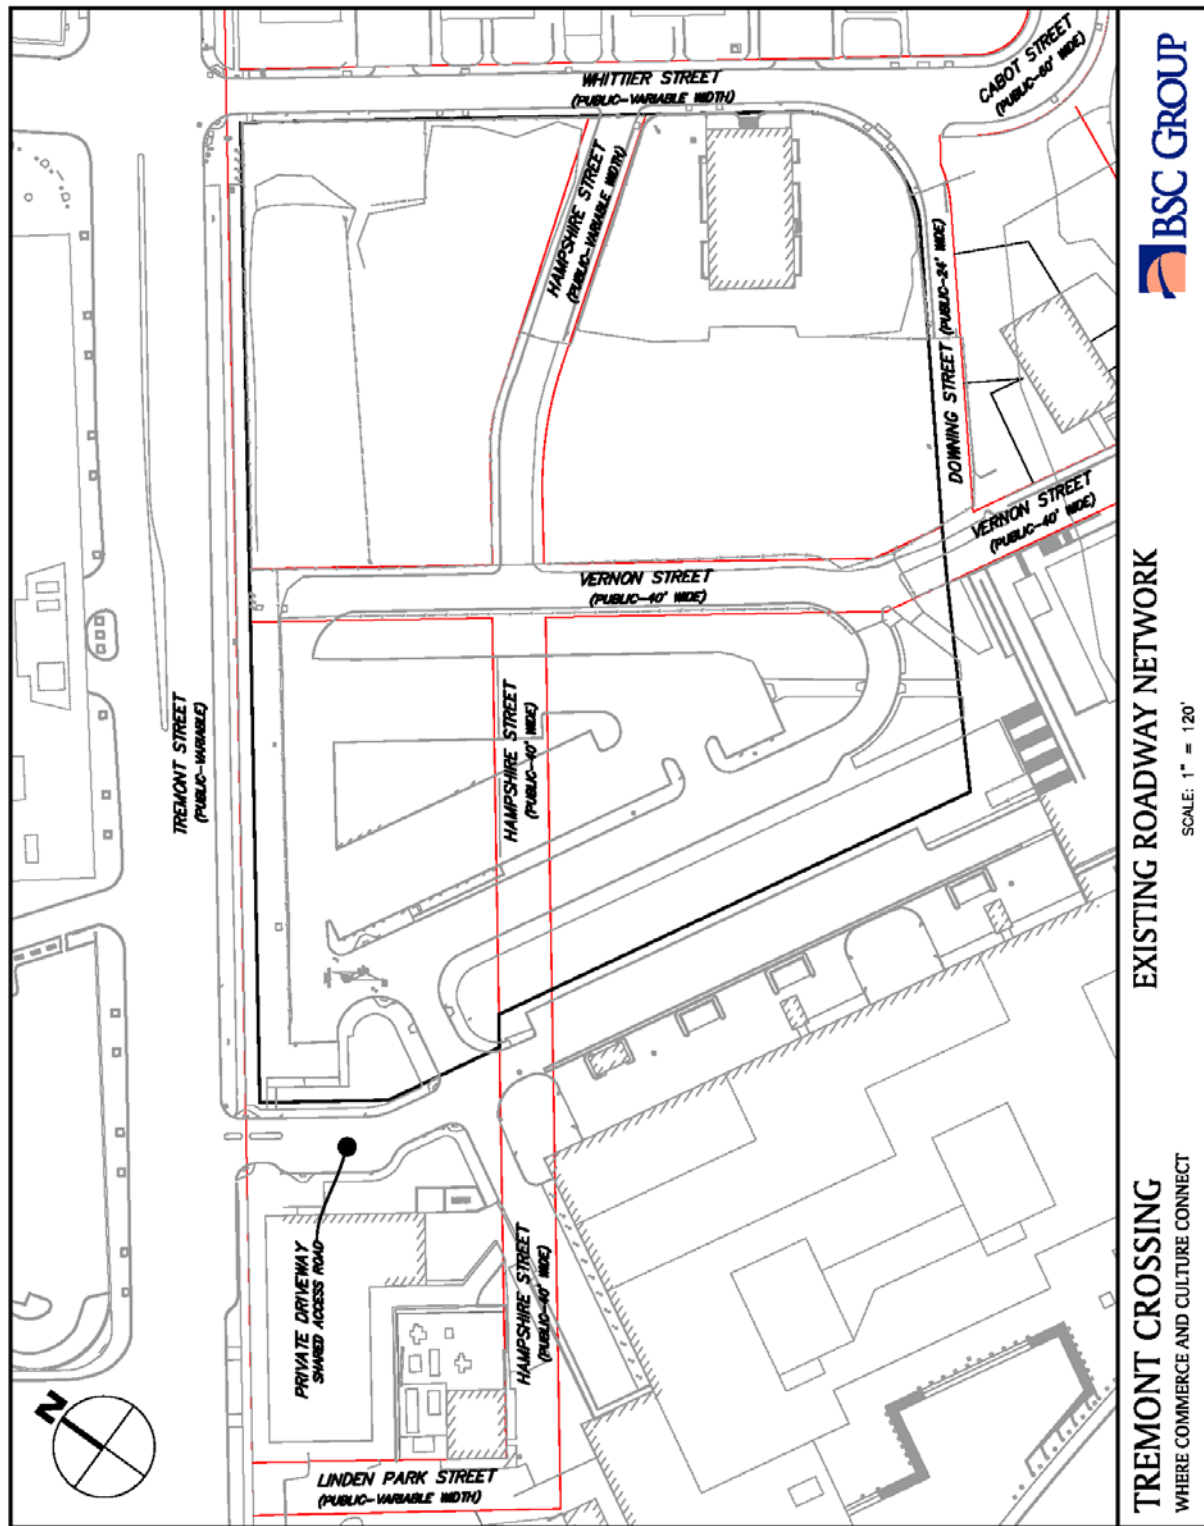 WHITTIER STREET
(PUBLIC-VARIABLE WIDTH)
CABOT STREET
(PUBLIC-60' WIDE)
HAMPSHIRE STREET
(PUBLIC-VARIABLE WIDTH)
DOWNING STREET (PUBLIC-24' WIDE)
VERNON STREET
(PUBLIC-40' WIDE)
VERNON STREET
(PUBLIC-40' WIDE)
TREMONT STREET
(PUBLIC-VARIABLE)
HAMPSHIRE STREET
(PUBLIC-40' WIDE)
PRIVATE DRIVEWAY
SHARED ACCESS ROAD
HAMPSHIRE STREET
(PUBLIC-40' WIDE)
LINDEN PARK STREET
(PUBLIC-VARIABLE WIDTH)
N
TREMONT CROSSING
WHERE COMMERCE AND CULTURE CONNECT
EXISTING ROADWAY NETWORK
SCALE: 1" = 120'
BSC GROUP